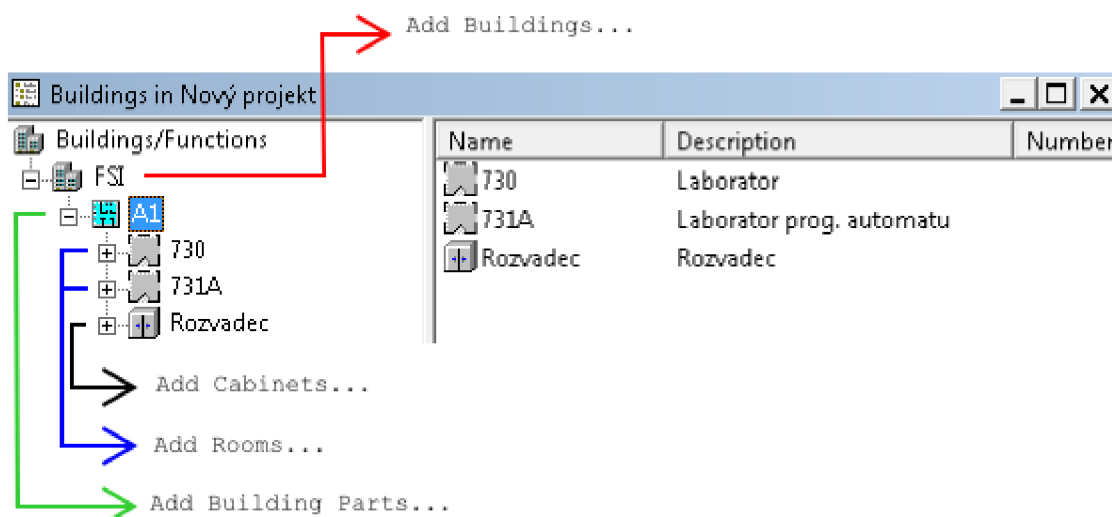 Add Buildings...
Buildings in Nový projekt
Buildings/Functions
Name Description Number
FSI
730 Laborator
A1
731A Laborator prog. automatu
730
Rozvadec Rozvadec
731A
Rozvadec
Add Cabinets...
Add Rooms...
Add Building Parts...